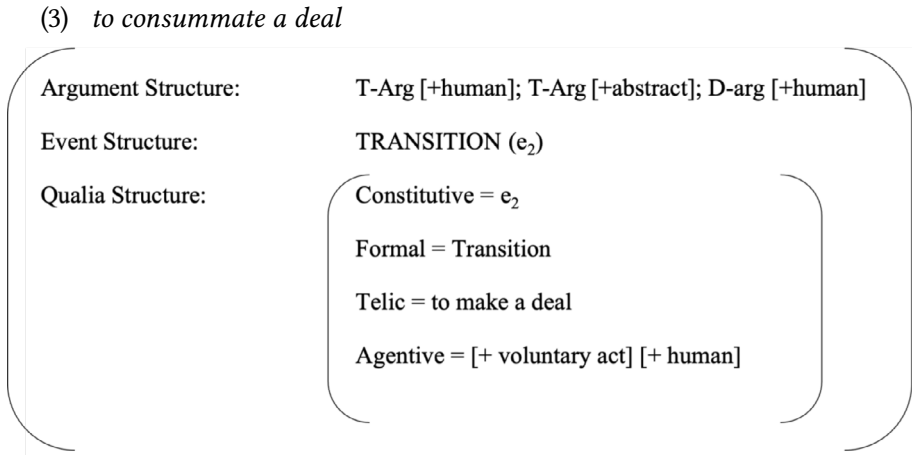 (3) to consummate a deal
Argument Structure: T-Arg [+human]; T-Arg [+abstract]; D-arg [+human]
Event Structure: TRANSITION (e₂)
Qualia Structure: Constitutive = e₂
Formal = Transition
Telic = to make a deal
Agentive = [+ voluntary act] [+ human]